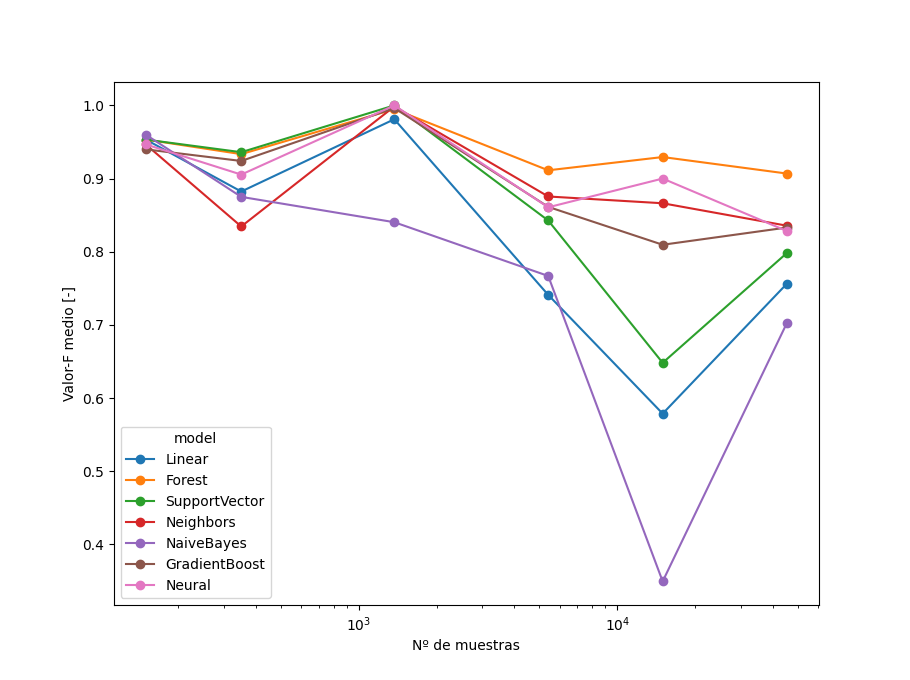 1.0
0.9
0.8
0.7
0.6
0.5
0.4
Valor-F medio [-]
model
Linear
Forest
SupportVector
Neighbors
NaiveBayes
GradientBoost
Neural
10³ 10⁴
Nº de muestras